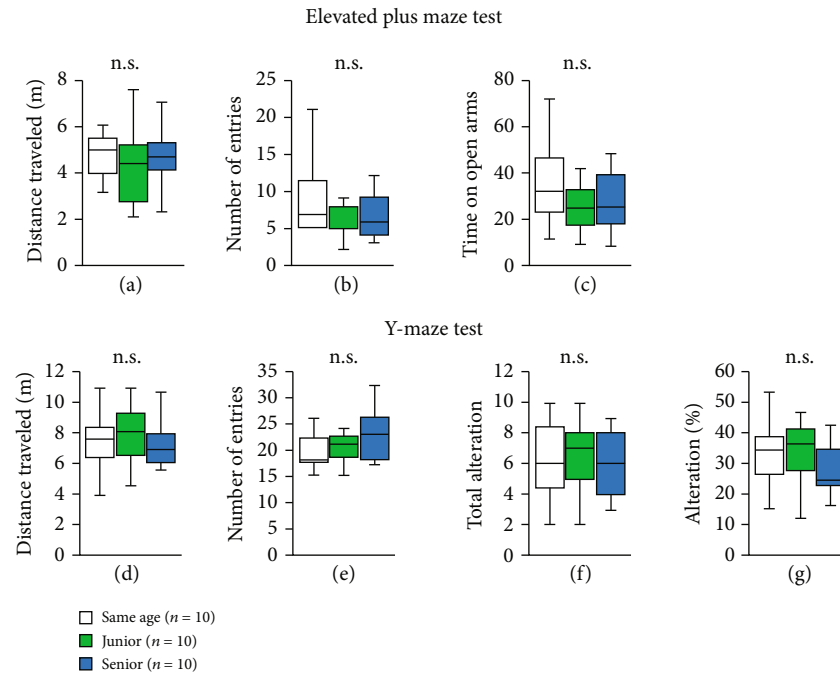 Elevated plus maze test
n.s. n.s. n.s.
Distance traveled (m)
8
6
4
2
0
(a)
Number of entries
25
20
15
10
5
0
(b)
Time on open arms
80
60
40
20
0
(c)
Y-maze test
n.s. n.s. n.s. n.s.
Distance traveled (m)
12
10
8
6
4
2
0
(d)
Number of entries
35
30
25
20
15
10
5
0
(e)
Total alteration
12
10
8
6
4
2
0
(f)
Alteration (%)
60
50
40
30
20
10
0
(g)
Same age (n = 10)
Junior (n = 10)
Senior (n = 10)